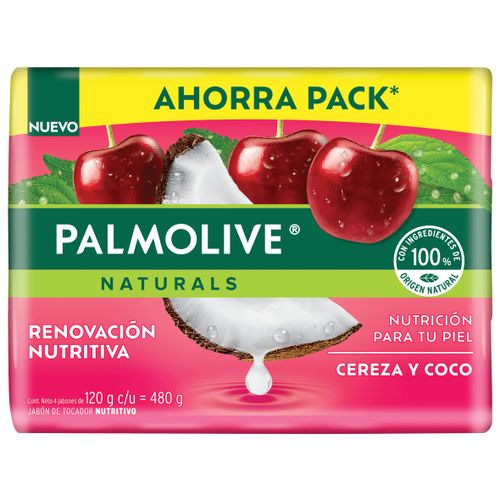 NUEVO
AHORRA PACK*
PALMOLIVE®
NATURALS
CON INGREDIENTES DE
100%
ORIGEN NATURAL
RENOVACIÓN
NUTRITIVA
NUTRICIÓN
PARA TU PIEL
CEREZA Y COCO
Cont. Neto 4 jabones de 120 g c/u = 480 g
JABÓN DE TOCADOR NUTRITIVO